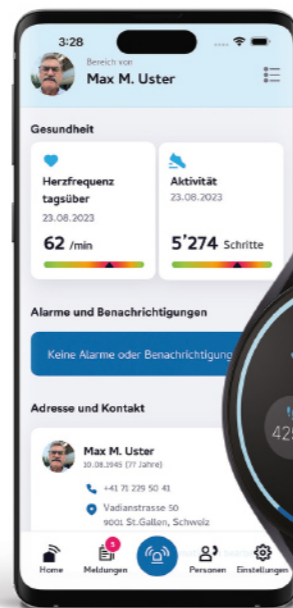 3:28
Bereich von
Max M. Uster
Gesundheit
Herzfrequenz
tagsüber
23.08.2023
62 /min
Aktivität
23.08.2023
5'274 Schritte
Alarme und Benachrichtigungen
Keine Alarme oder Benachrichtigung
Adresse und Kontakt
Max M. Uster
10.08.1945 (77 Jahre)
+41 71 229 50 41
Vadianstrasse 50
9001 St.Gallen, Schweiz
Home
Meldungen
Personen
Einstellungen